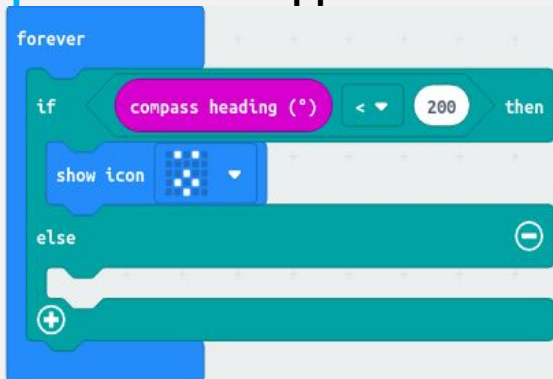 forever
if compass heading (°) < 200 then
show icon
else